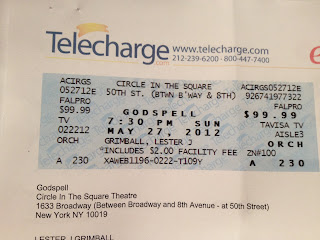 Telecharge.com www.telecharge.com
212-239-6200 · 800-447-7400
ACIRGS CIRCLE IN THE SQUARE ACIRGS052712E
052712E 50TH ST. (BTWN B'WAY & 8TH) 926741977322
FALPRO FALPRO
$99.99 GODSPELL $99.99
TV 7:30 PM SUN TAVISA TV
022212 MAY 27, 2012 AISLE3
ORCH GRIMBALL, LESTER J ORCH
*INCLUDES $2.00 FACILITY FEE ZN#100
A 230 XAWEB1196-0222-T109Y A 230
Godspell
Circle In The Square Theatre
1633 Broadway (Between Broadway and 8th Avenue - at 50th Street)
New York NY 10019
LESTER J GRIMBALL